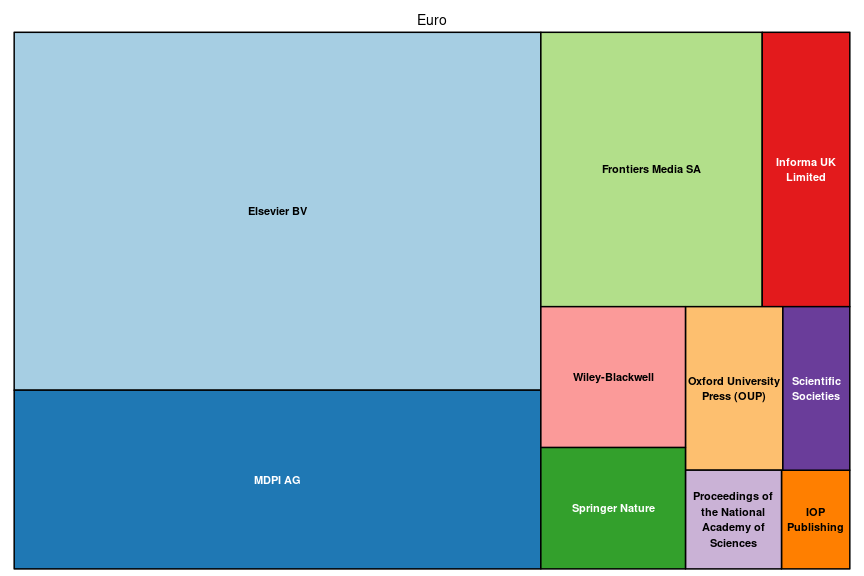 Euro
Elsevier BV
MDPI AG
Frontiers Media SA
Informa UK
Limited
Wiley-Blackwell
Springer Nature
Oxford University
Press (OUP)
Scientific
Societies
Proceedings of
the National
Academy of
Sciences
IOP
Publishing